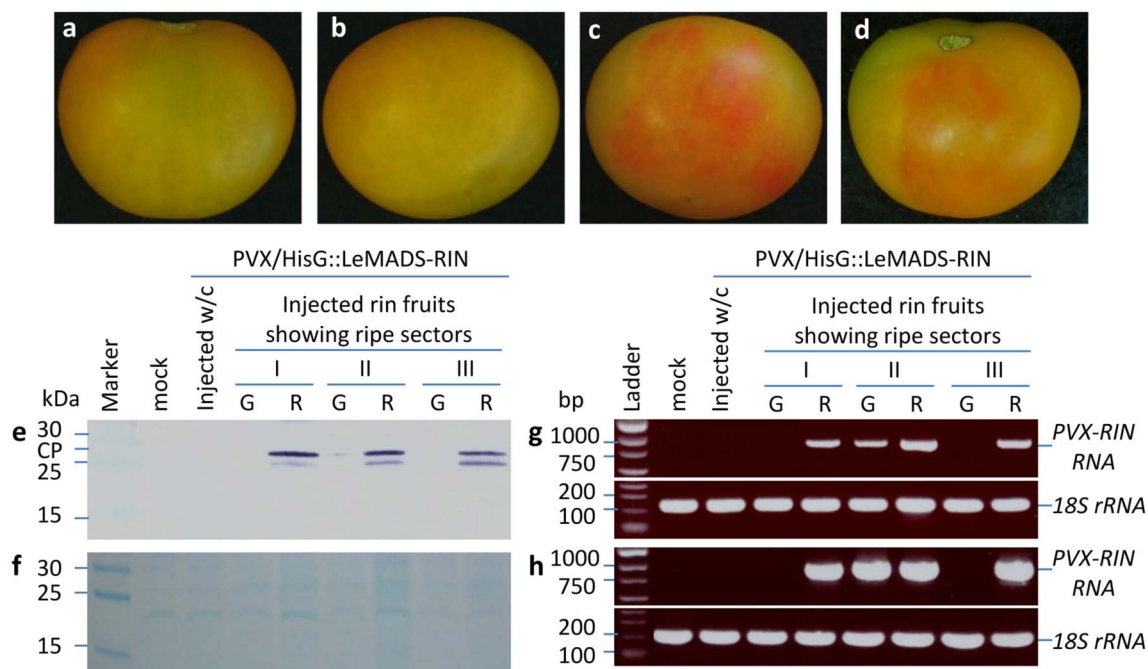 a b c d
PVX/HisG::LeMADS-RIN
Marker
mock
Injected w/c
Injected rin fruits
showing ripe sectors
I II III
kDa G R G R G R
e
30
CP
25
15
f
30
25
15
PVX/HisG::LeMADS-RIN
Ladder
mock
Injected w/c
Injected rin fruits
showing ripe sectors
I II III
bp G R G R G R
g
1000
750
PVX-RIN
RNA
200
100
18S rRNA
h
1000
750
PVX-RIN
RNA
200
100
18S rRNA